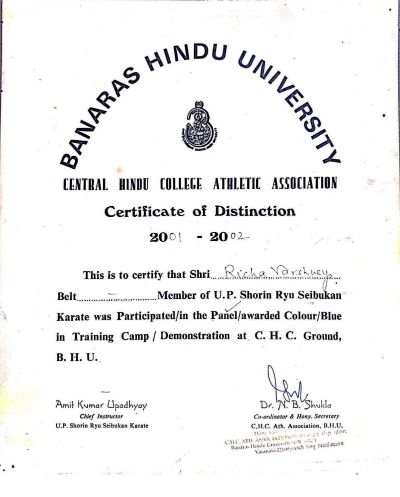 BANARAS HINDU UNIVERSITY
CENTRAL HINDU COLLEGE ATHLETIC ASSOCIATION
Certificate of Distinction
2001 - 2002
This is to certify that Shri Richa Varshney
Belt - Member of U.P. Shorin Ryu Seibukan
Karate was Participated/in the Panel/awarded Colour/Blue
in Training Camp / Demonstration at C. H. C. Ground,
B. H. U.
Amit Kumar Upadhyay
Chief Instructor
U.P. Shorin Ryu Seibukan Karate
Dr. N. B. Shukla
Co-ordinator & Hony. Secretary
C.H.C. Ath. Association, B.H.U.
Banaras Hindu University